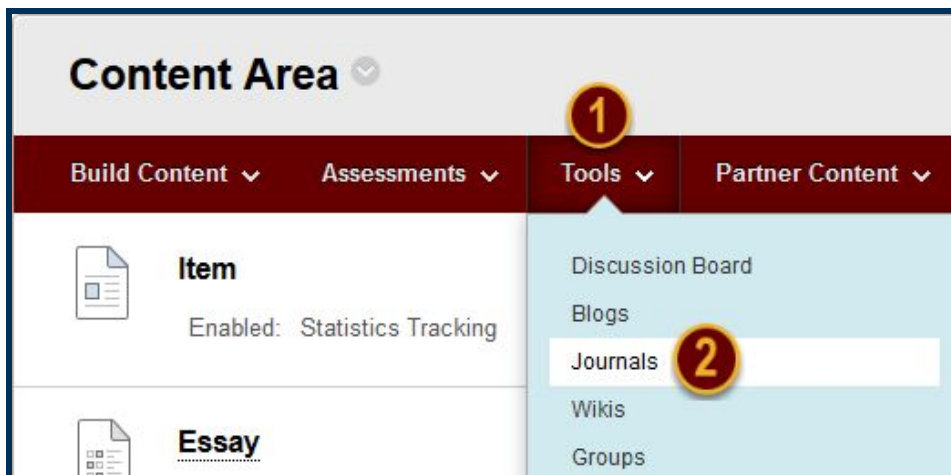 Content Area
1
Build Content Assessments Tools Partner Content
Item
Enabled: Statistics Tracking
Essay
Discussion Board
Blogs
Journals 2
Wikis
Groups